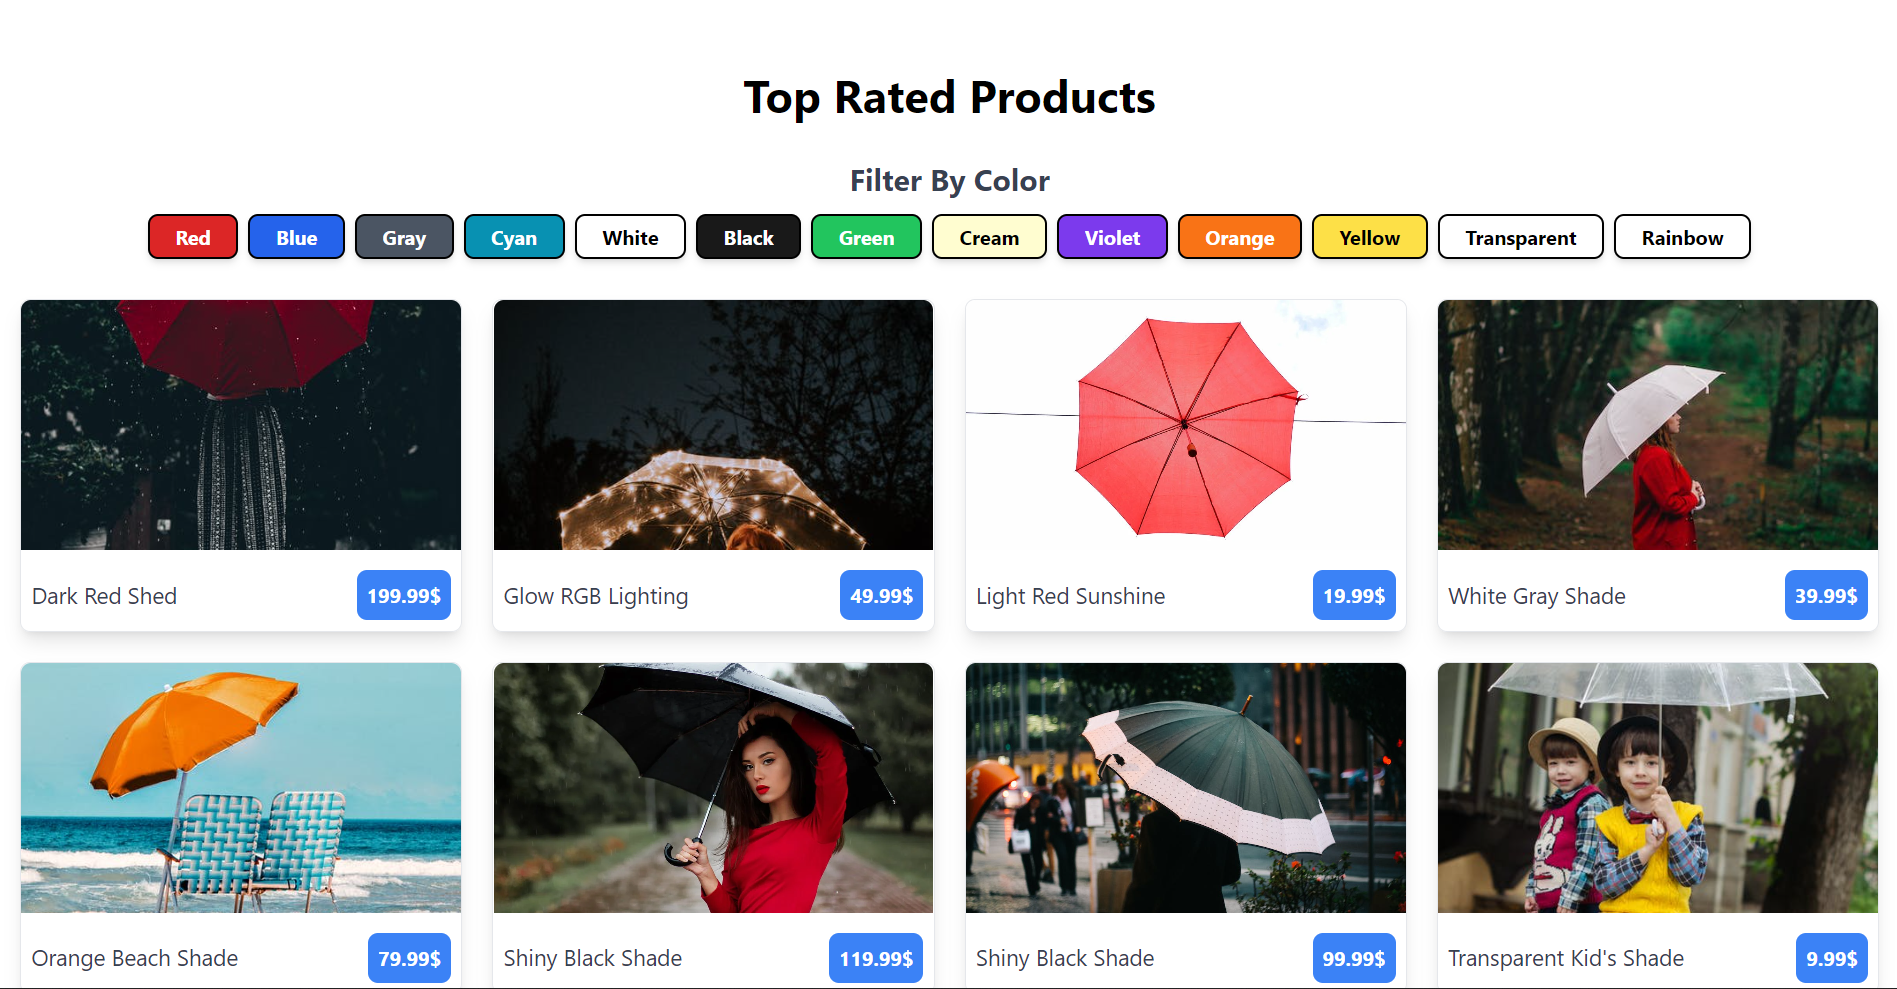 Top Rated Products
Filter By Color
Red Blue Gray Cyan White Black Green Cream Violet Orange Yellow Transparent Rainbow
Dark Red Shed 199.99$ Glow RGB Lighting 49.99$ Light Red Sunshine 19.99$ White Gray Shade 39.99$
Orange Beach Shade 79.99$ Shiny Black Shade 119.99$ Shiny Black Shade 99.99$ Transparent Kid's Shade 9.99$